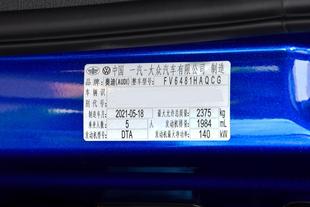 中国 一汽-大众汽车有限公司 制造
品牌 奥迪(AUDI) 整车型号 FV6481HAQCG
制造年月 2021-05-18 最大允许总质量 2375 kg
乘坐人数 5 人 发动机排量 1984 mL
发动机型号 DTA 发动机最大净功率 140 kW